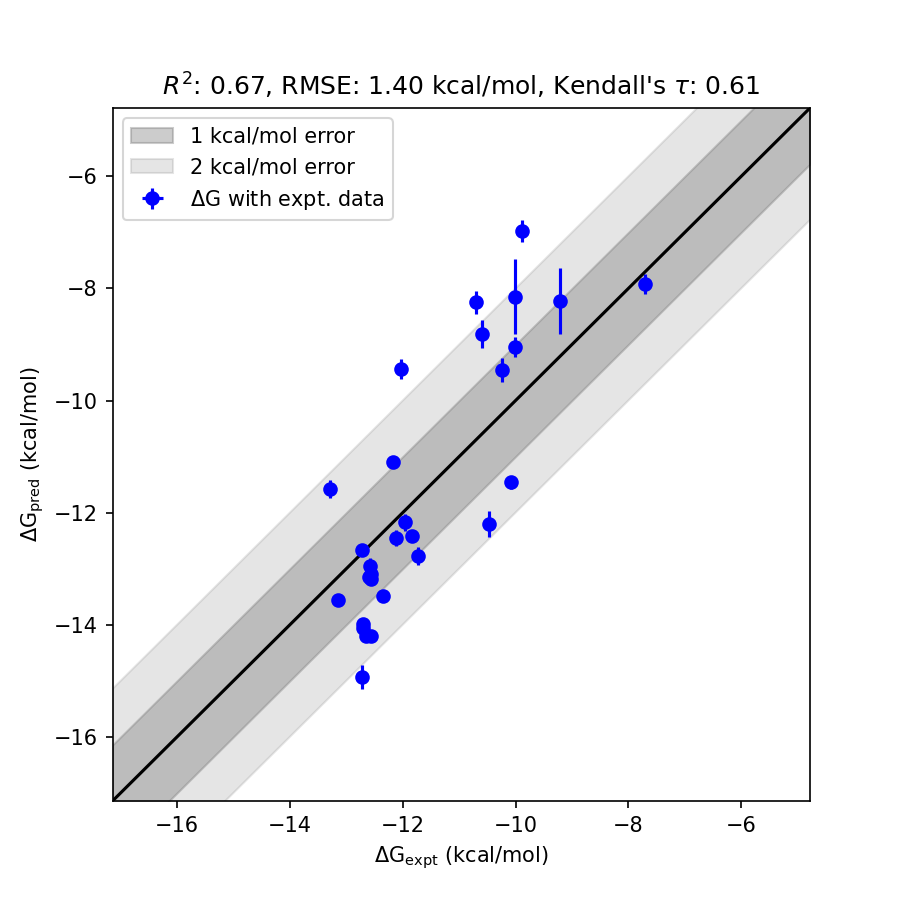 R²: 0.67, RMSE: 1.40 kcal/mol, Kendall's τ: 0.61
1 kcal/mol error
2 kcal/mol error
ΔG with expt. data
−6
−8
−10
−12
−14
−16
ΔGpred (kcal/mol)
−16 −14 −12 −10 −8 −6
ΔGexpt (kcal/mol)